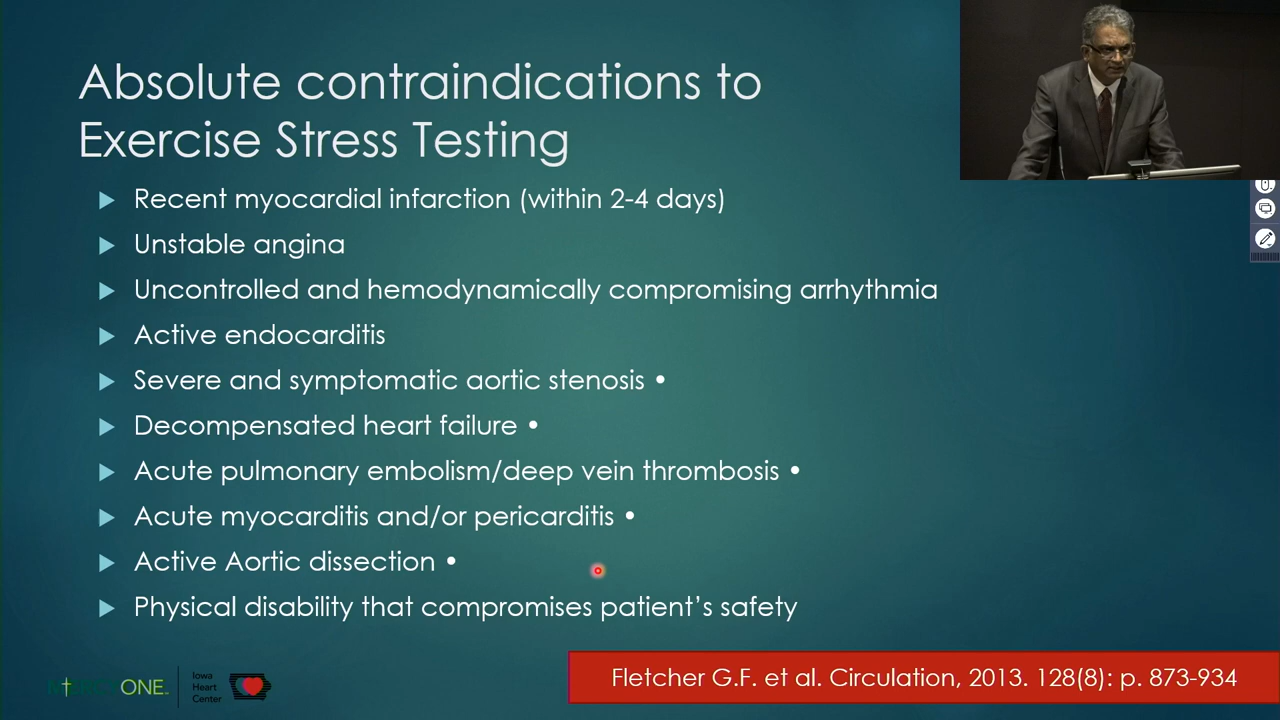 Absolute contraindications to
Exercise Stress Testing
Recent myocardial infarction (within 2-4 days)
Unstable angina
Uncontrolled and hemodynamically compromising arrhythmia
Active endocarditis
Severe and symptomatic aortic stenosis •
Decompensated heart failure •
Acute pulmonary embolism/deep vein thrombosis •
Acute myocarditis and/or pericarditis •
Active Aortic dissection •
Physical disability that compromises patient’s safety
Fletcher G.F. et al. Circulation, 2013. 128(8): p. 873-934
MERCYONE
Iowa
Heart
Center